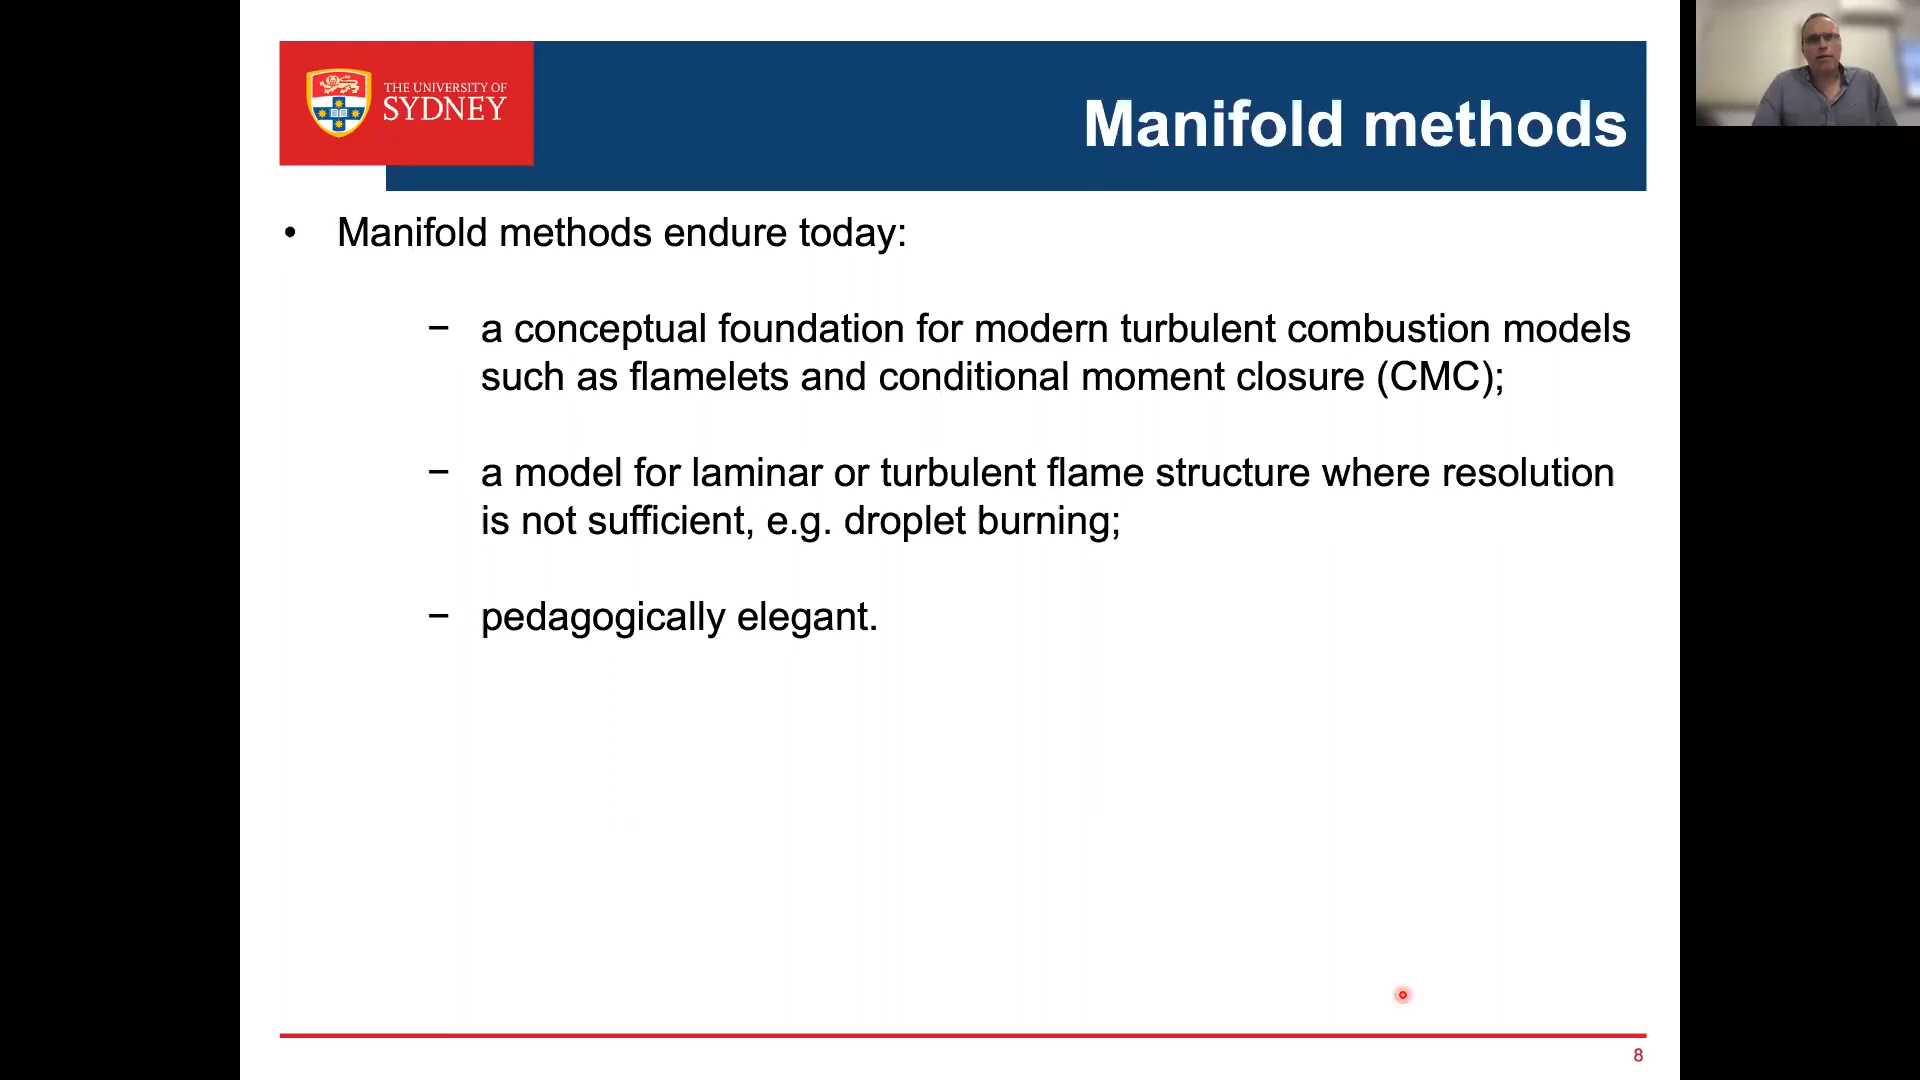 THE UNIVERSITY OF
SYDNEY
Manifold methods
• Manifold methods endure today:
− a conceptual foundation for modern turbulent combustion models
such as flamelets and conditional moment closure (CMC);
− a model for laminar or turbulent flame structure where resolution
is not sufficient, e.g. droplet burning;
− pedagogically elegant.
8